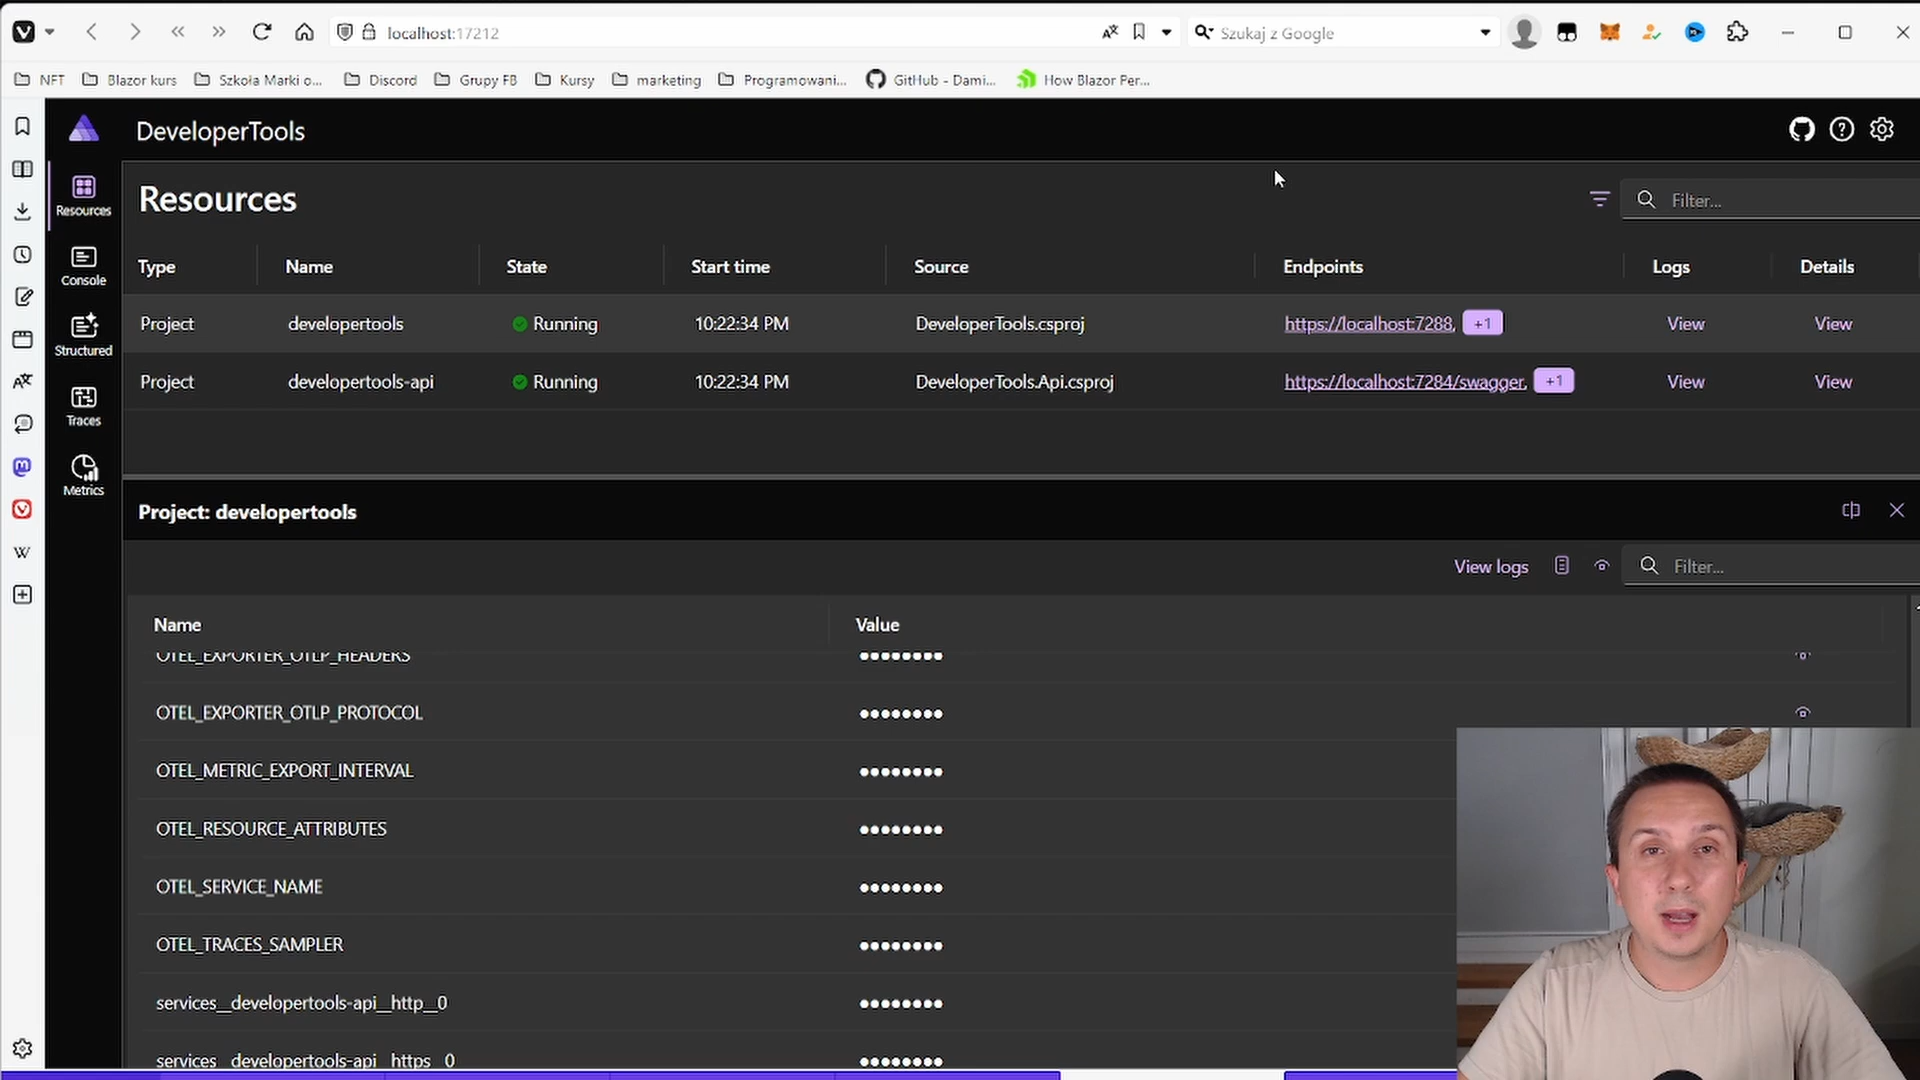 localhost:17212
Szukaj z Google
NFT
Blazor kurs
Szkoła Marki o...
Discord
Grupy FB
Kursy
marketing
Programowani...
GitHub - Dami...
How Blazor Per...
DeveloperTools
Resources
Console
Structured
Traces
Metrics
Resources
Filter...
Type Name State Start time Source Endpoints Logs Details
Project developertools Running 10:22:34 PM DeveloperTools.csproj https://localhost:7288, +1 View View
Project developertools-api Running 10:22:34 PM DeveloperTools.Api.csproj https://localhost:7284/swagger, +1 View View
Project: developertools
View logs
Filter...
Name Value
OTEL_EXPORTER_OTLP_HEADERS ●●●●●●●●
OTEL_EXPORTER_OTLP_PROTOCOL ●●●●●●●●
OTEL_METRIC_EXPORT_INTERVAL ●●●●●●●●
OTEL_RESOURCE_ATTRIBUTES ●●●●●●●●
OTEL_SERVICE_NAME ●●●●●●●●
OTEL_TRACES_SAMPLER ●●●●●●●●
services__developertools-api__http__0 ●●●●●●●●
services__developertools-api__https__0 ●●●●●●●●